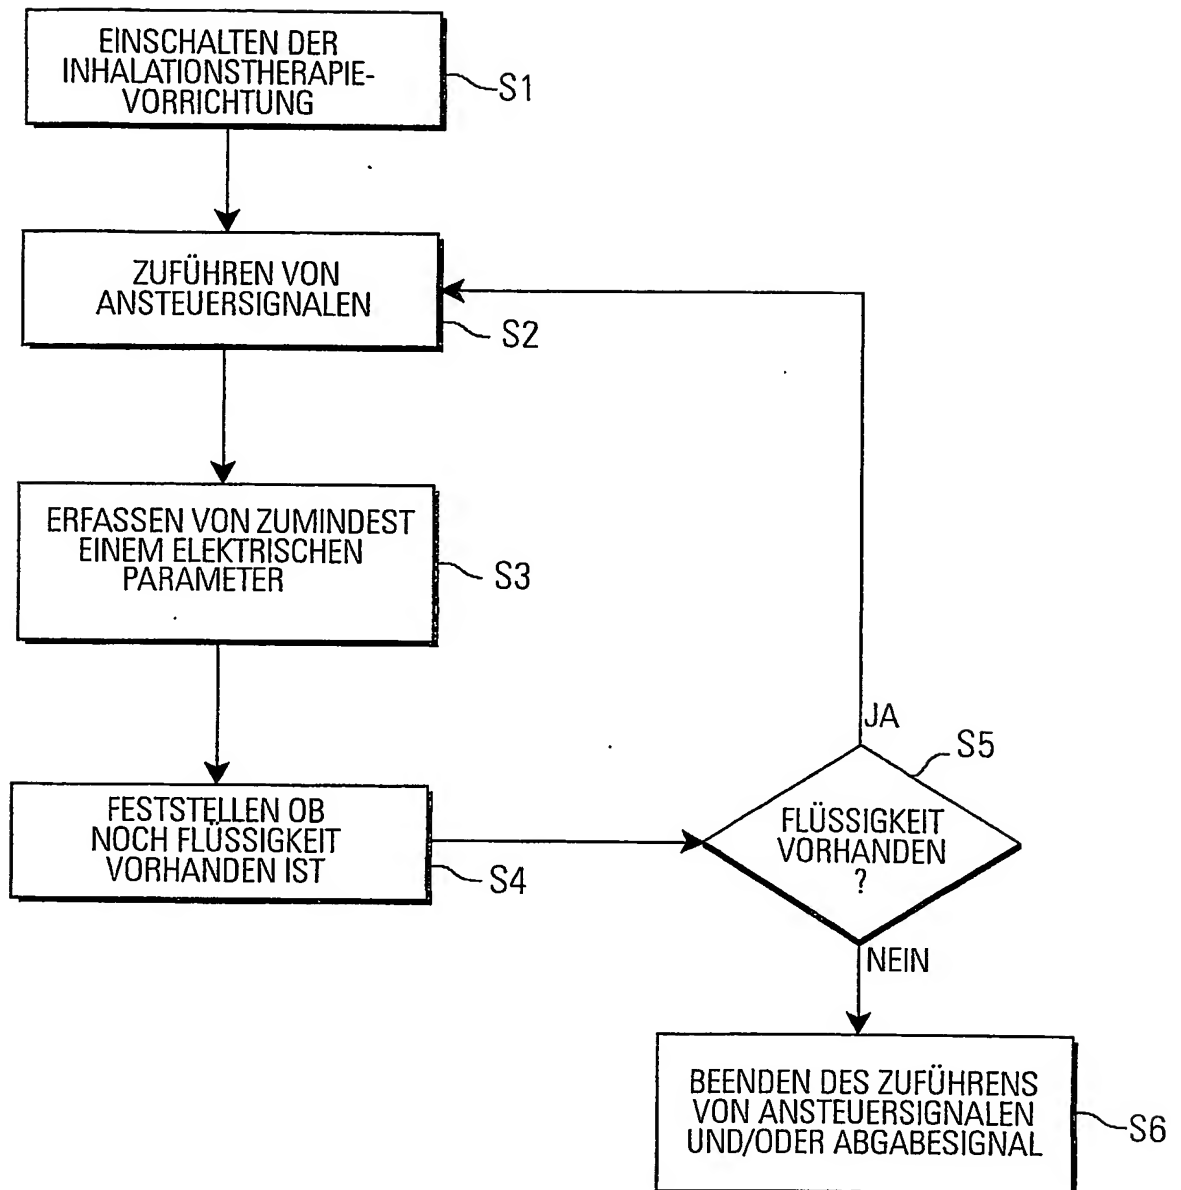 EINSCHALTEN DER
INHALATIONSTHERAPIE-
VORRICHTUNG
S1
ZUFÜHREN VON
ANSTEUERSIGNALEN
S2
ERFASSEN VON ZUMINDEST
EINEM ELEKTRISCHEN
PARAMETER
S3
FESTSTELLEN OB
NOCH FLÜSSIGKEIT
VORHANDEN IST
S4
JA
S5
FLÜSSIGKEIT
VORHANDEN
?
NEIN
BEENDEN DES ZUFÜHRENS
VON ANSTEUERSIGNALEN
UND/ODER ABGABESIGNAL
S6